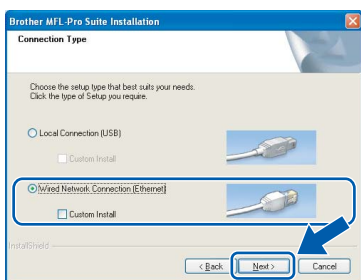 Brother MFL-Pro Suite Installation
Connection Type
Choose the setup type that best suits your needs.
Click the type of Setup you require.
Local Connection (USB)
Custom Install
Wired Network Connection (Ethernet)
Custom Install
InstallShield
< Back
Next >
Cancel